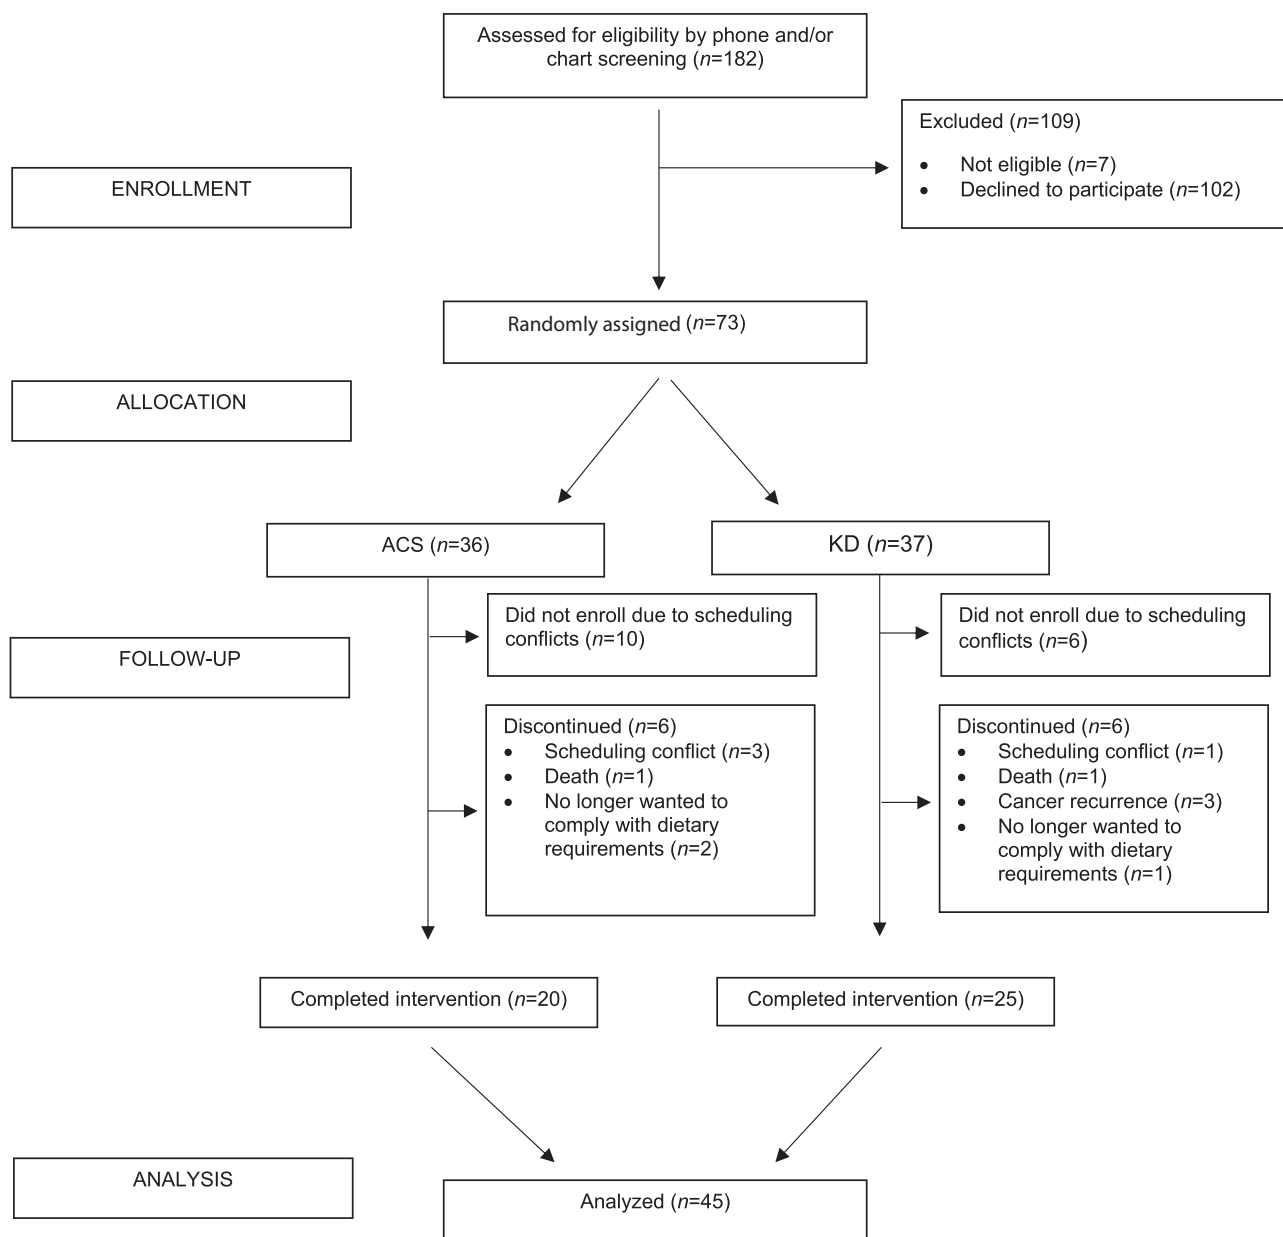 Assessed for eligibility by phone and/or
chart screening (n=182)
Excluded (n=109)
• Not eligible (n=7)
• Declined to participate (n=102)
ENROLLMENT
Randomly assigned (n=73)
ALLOCATION
ACS (n=36)
KD (n=37)
Did not enroll due to scheduling
conflicts (n=10)
Did not enroll due to scheduling
conflicts (n=6)
FOLLOW-UP
Discontinued (n=6)
• Scheduling conflict (n=3)
• Death (n=1)
• No longer wanted to
comply with dietary
requirements (n=2)
Discontinued (n=6)
• Scheduling conflict (n=1)
• Death (n=1)
• Cancer recurrence (n=3)
• No longer wanted to
comply with dietary
requirements (n=1)
Completed intervention (n=20)
Completed intervention (n=25)
ANALYSIS
Analyzed (n=45)